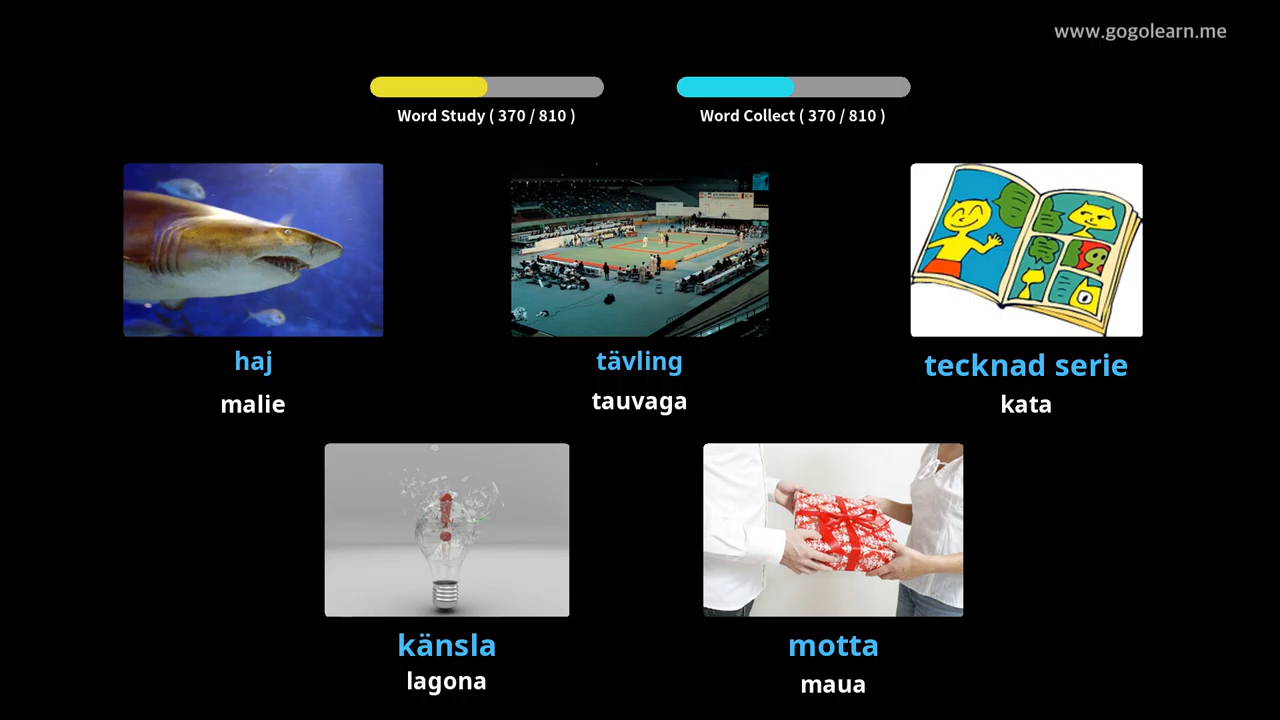 www.gogolearn.me
Word Study ( 370 / 810 )
Word Collect ( 370 / 810 )
haj
malie
tävling
tauvaga
tecknad serie
kata
känsla
lagona
motta
maua